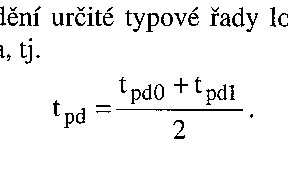 dění určité typové řady lo
a, tj.
t_pd = (t_pd0 + t_pd1) / 2 .